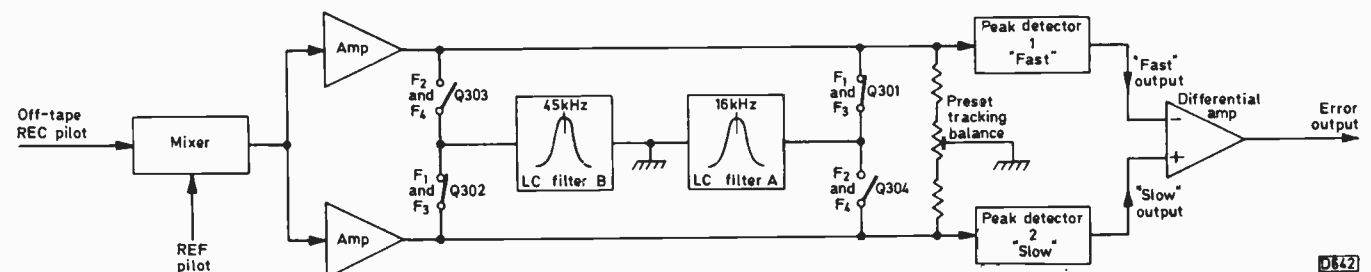 Off-tape
REC pilot
Mixer
REF
pilot
Amp
Amp
F2
and
F4
Q303
F1
and
F3
Q302
45kHz
LC filter B
16kHz
LC filter A
F1
and
F3
Q301
F2
and
F4
Q304
Preset
tracking
balance
Peak detector
1
"Fast"
Peak detector
2
"Slow"
"Fast"
output
"Slow"
output
Differential
amp
−
+
Error
output
D642